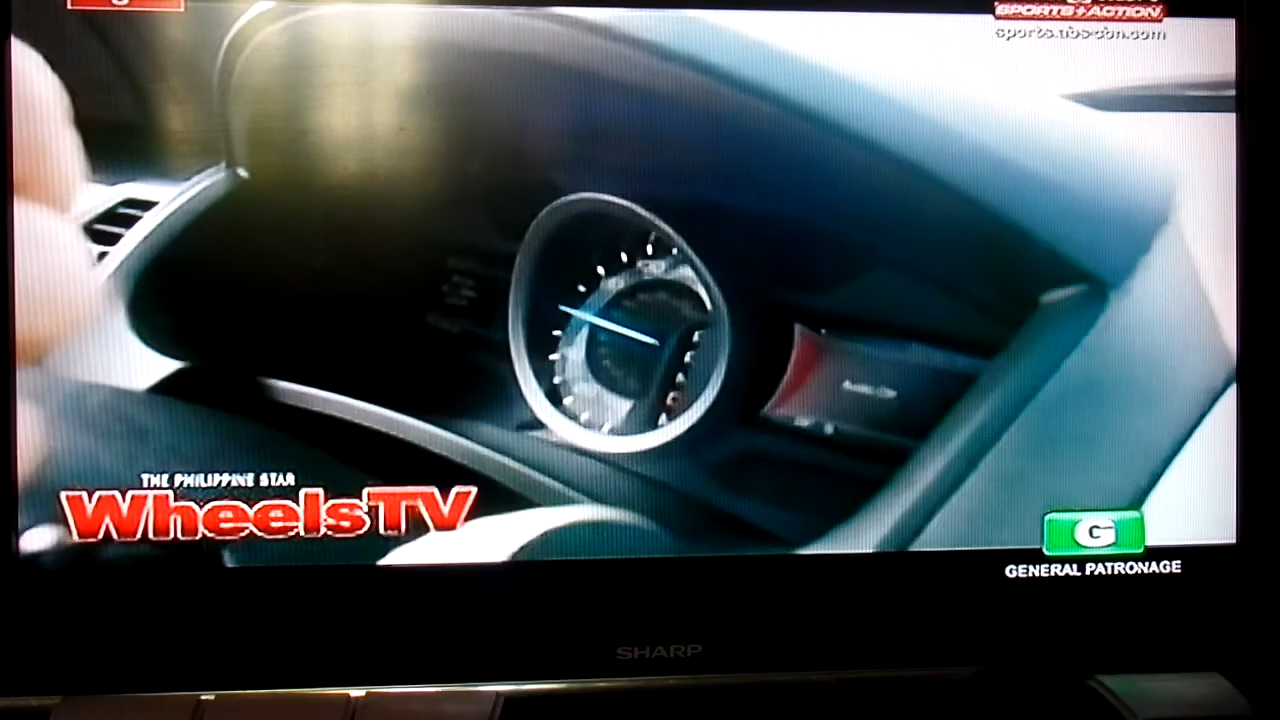 SPORTS+ACTION
sports.abs-cbn.com
THE PHILIPPINE STAR
WheelsTV
G
GENERAL PATRONAGE
SHARP